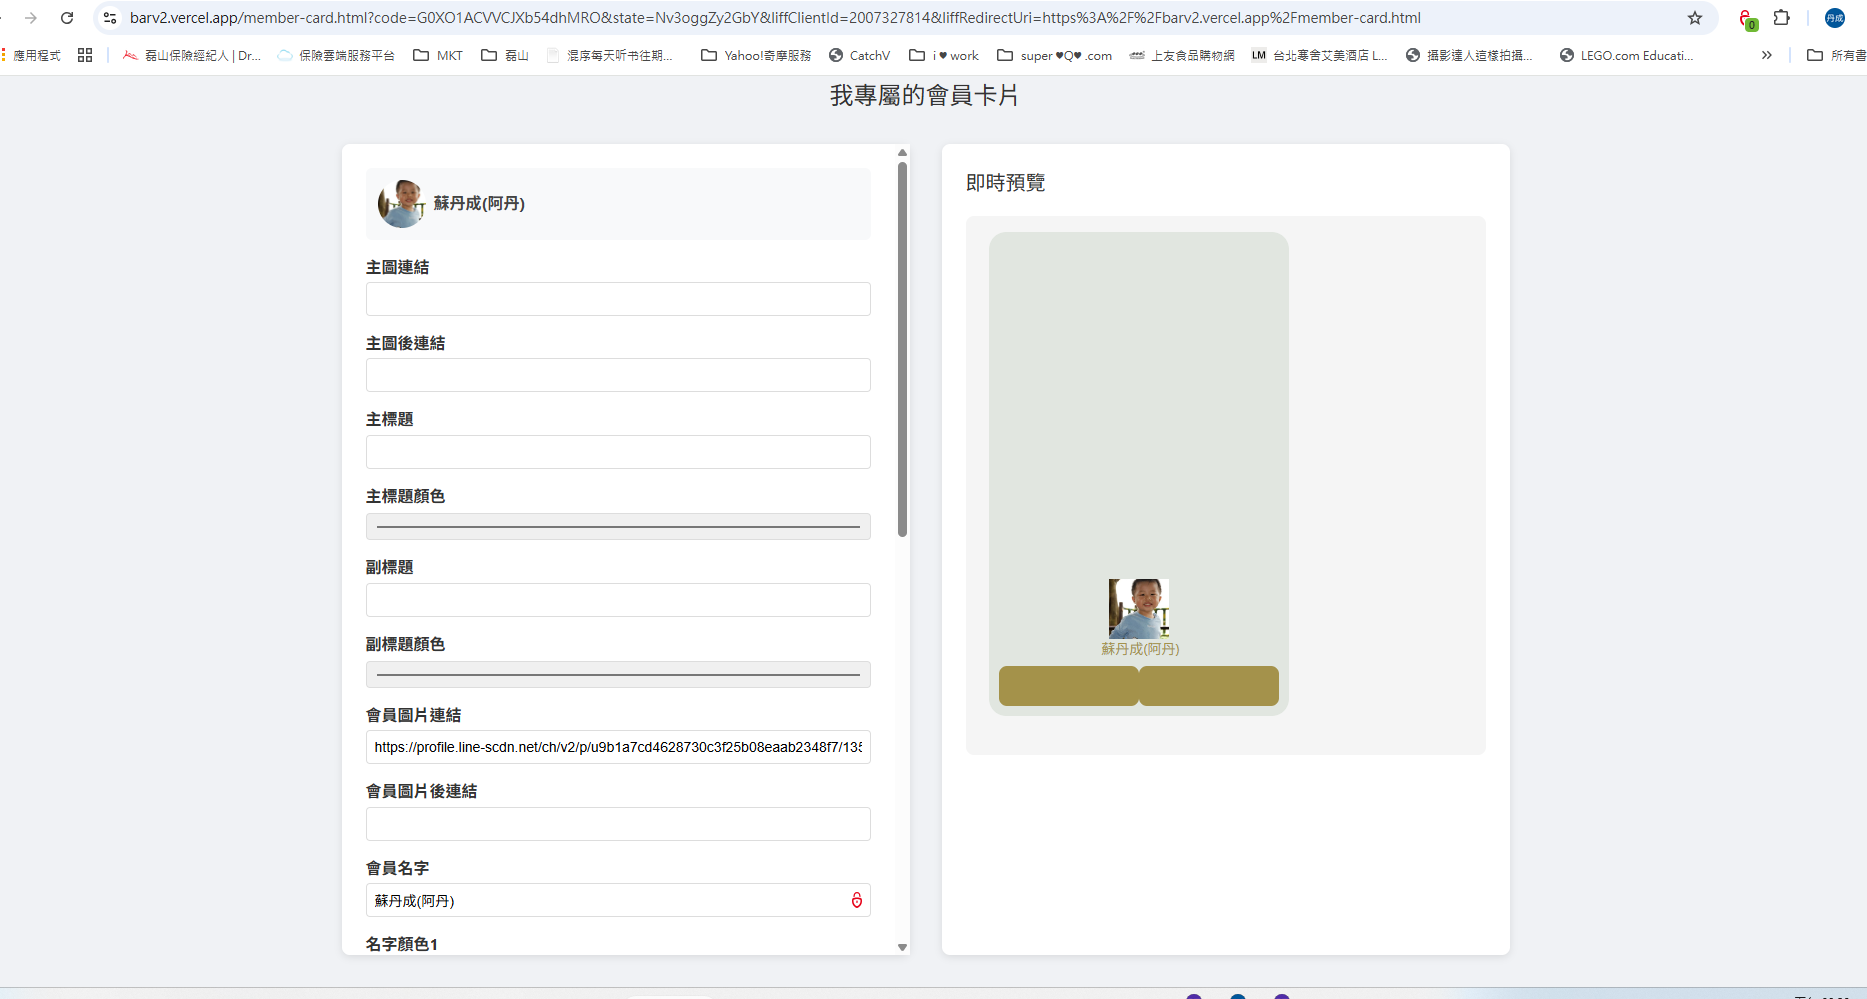 barv2.vercel.app/member-card.html?code=G0XO1ACVVCJXb54dhMRO&state=Nv3oggZy2GbY&liffClientId=2007327814&liffRedirectUri=https%3A%2F%2Fbarv2.vercel.app%2Fmember-card.html
0
丹成
應用程式
磊山保險經紀人 | Dr...
保險雲端服務平台
MKT
磊山
混序每天听书往期...
Yahoo!奇摩服務
CatchV
i ♥ work
super ♥Q♥ .com
上友食品購物網
LM
台北寒舍艾美酒店 L...
攝影達人這樣拍攝...
LEGO.com Educati...
»
所有書
我專屬的會員卡片
蘇丹成(阿丹)
主圖連結
主圖後連結
主標題
主標題顏色
副標題
副標題顏色
會員圖片連結
https://profile.line-scdn.net/ch/v2/p/u9b1a7cd4628730c3f25b08eaab2348f7/135
會員圖片後連結
會員名字
蘇丹成(阿丹)
名字顏色1
即時預覽
蘇丹成(阿丹)